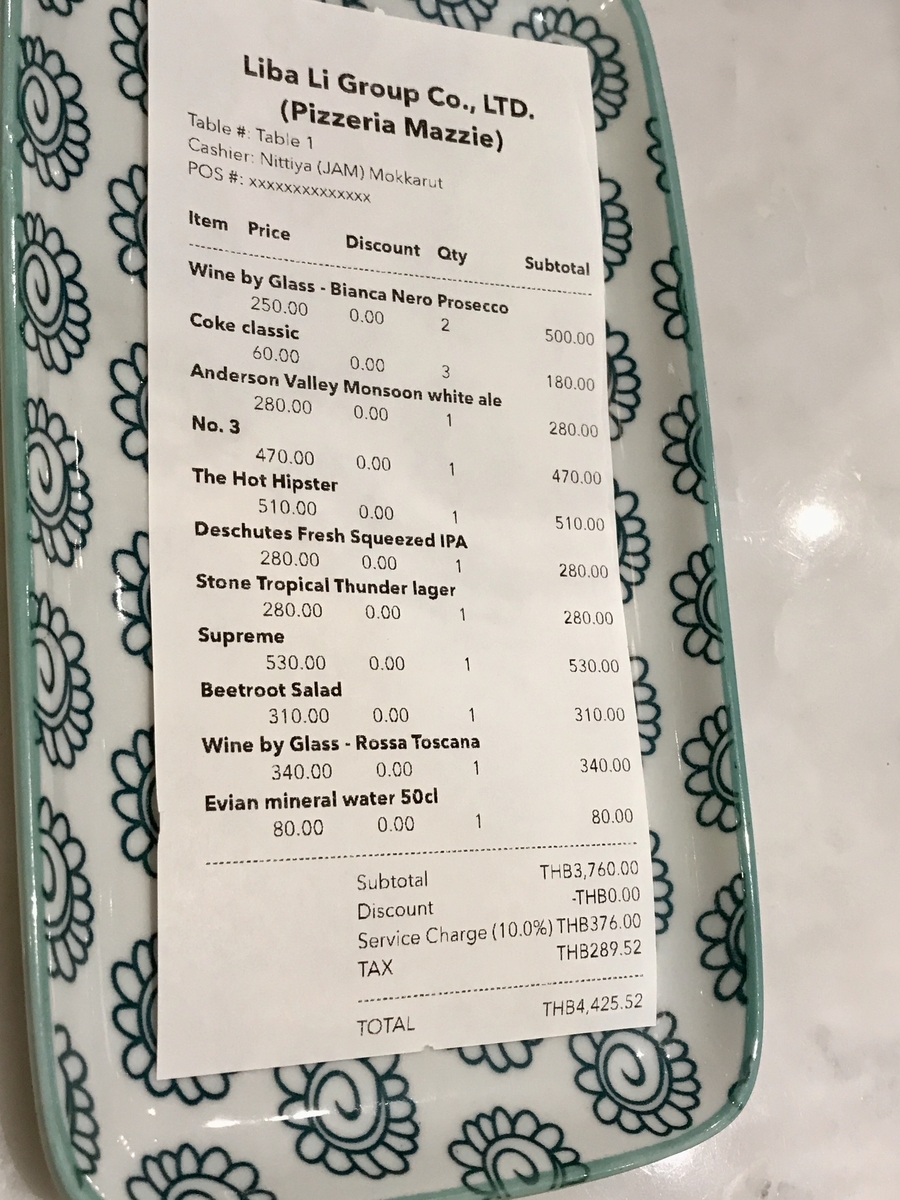 Liba Li Group Co., LTD.
(Pizzeria Mazzie)
Table #: Table 1
Cashier: Nittiya (JAM) Mokkarut
POS #: xxxxxxxxxxxxxx
Item Price Discount Qty Subtotal
Wine by Glass - Bianca Nero Prosecco
250.00 0.00 2 500.00
Coke classic
60.00 0.00 3 180.00
Anderson Valley Monsoon white ale
280.00 0.00 1 280.00
No. 3
470.00 0.00 1 470.00
The Hot Hipster
510.00 0.00 1 510.00
Deschutes Fresh Squeezed IPA
280.00 0.00 1 280.00
Stone Tropical Thunder lager
280.00 0.00 1 280.00
Supreme
530.00 0.00 1 530.00
Beetroot Salad
310.00 0.00 1 310.00
Wine by Glass - Rossa Toscana
340.00 0.00 1 340.00
Evian mineral water 50cl
80.00 0.00 1 80.00
Subtotal THB3,760.00
Discount -THB0.00
Service Charge (10.0%) THB376.00
TAX THB289.52
TOTAL THB4,425.52